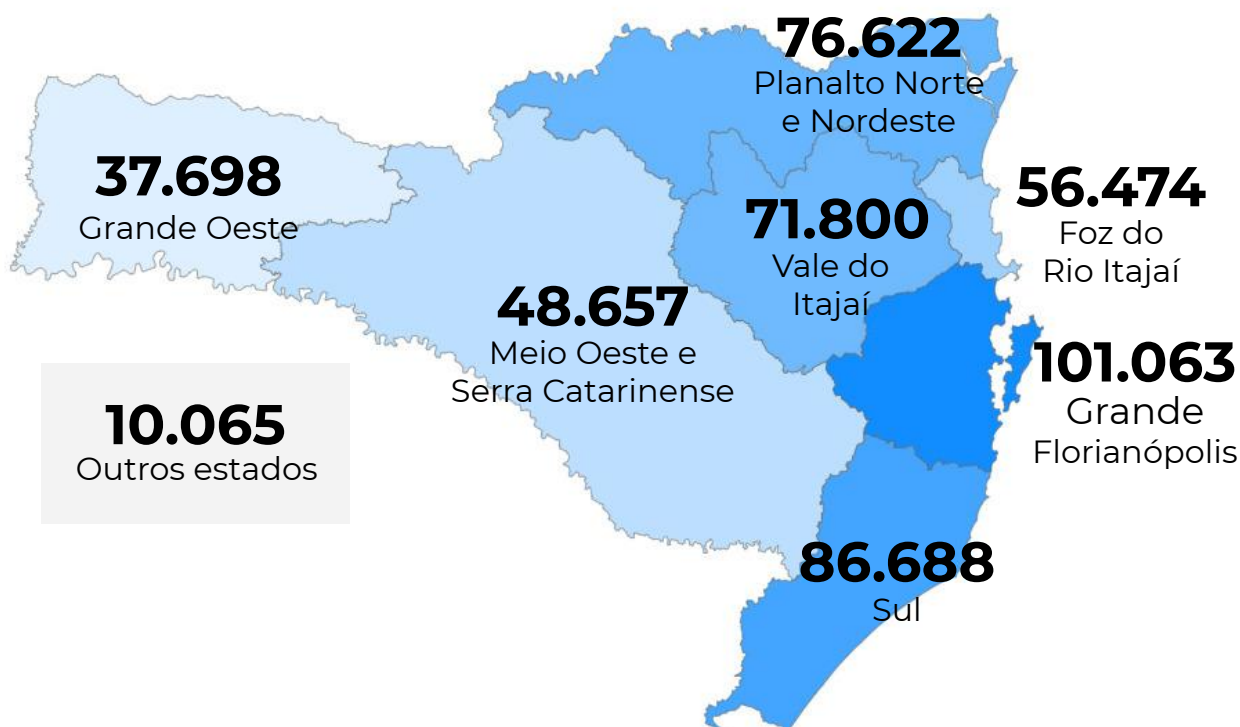 76.622
Planalto Norte
e Nordeste
37.698
Grande Oeste
71.800
Vale do
Itajaí
56.474
Foz do
Rio Itajaí
48.657
Meio Oeste e
Serra Catarinense
101.063
Grande
Florianópolis
10.065
Outros estados
86.688
Sul